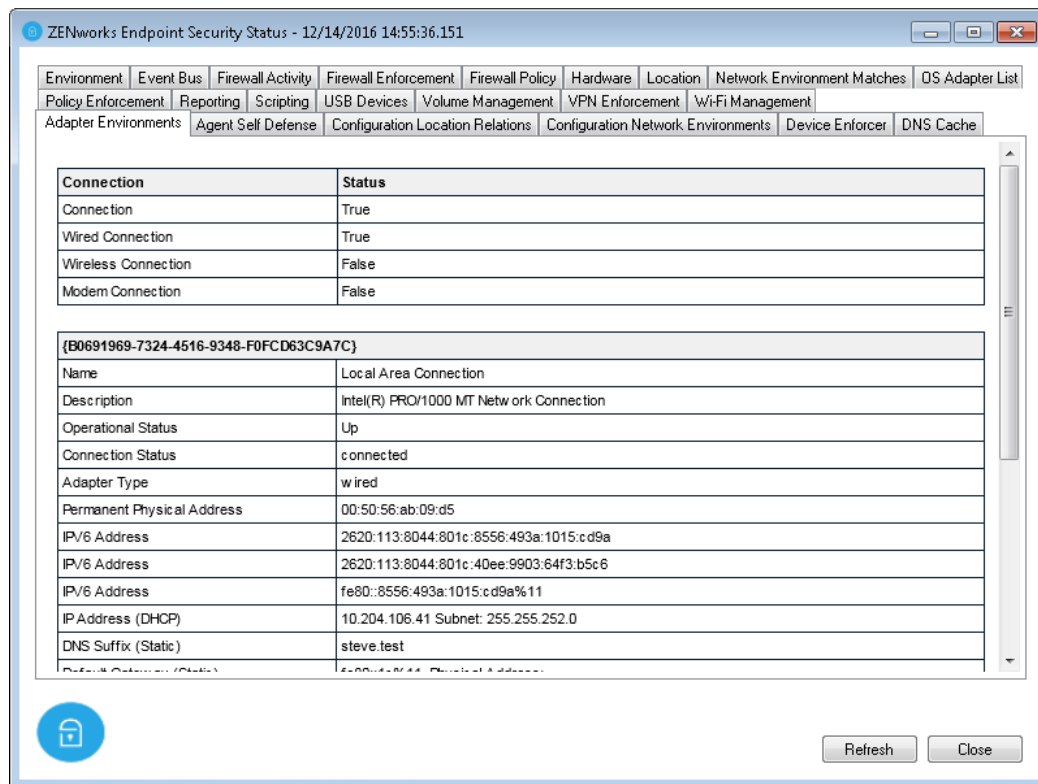 ZENworks Endpoint Security Status - 12/14/2016 14:55:36.151
Environment Event Bus Firewall Activity Firewall Enforcement Firewall Policy Hardware Location Network Environment Matches OS Adapter List
Policy Enforcement Reporting Scripting USB Devices Volume Management VPN Enforcement Wi-Fi Management
Adapter Environments Agent Self Defense Configuration Location Relations Configuration Network Environments Device Enforcer DNS Cache
Connection Status
Connection True
Wired Connection True
Wireless Connection False
Modem Connection False
{B0691969-7324-4516-9348-F0FCD63C9A7C}
Name Local Area Connection
Description Intel(R) PRO/1000 MT Network Connection
Operational Status Up
Connection Status connected
Adapter Type wired
Permanent Physical Address 00:50:56:ab:09:d5
IPV6 Address 2620:113:8044:801c:8556:493a:1015:cd9a
IPV6 Address 2620:113:8044:801c:40ee:9903:64f3:b5c6
IPV6 Address fe80::8556:493a:1015:cd9a%11
IP Address (DHCP) 10.204.106.41 Subnet: 255.255.252.0
DNS Suffix (Static) steve.test
Default Gateway (Static) Physical Address:
Refresh Close